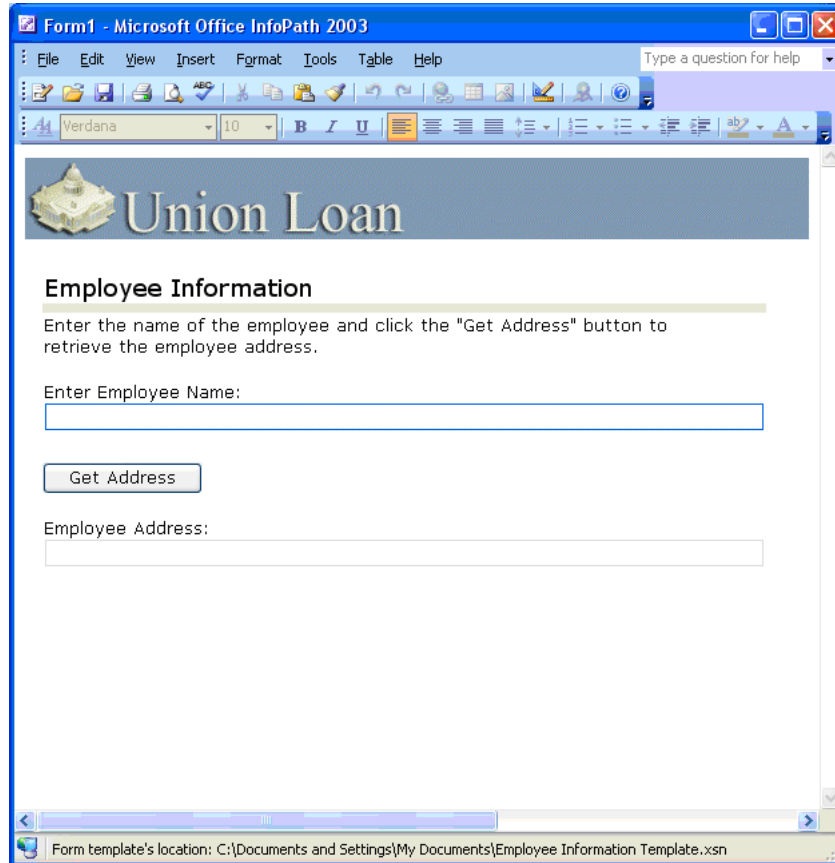 Form1 - Microsoft Office InfoPath 2003
File Edit View Insert Format Tools Table Help Type a question for help
ABC
A4 Verdana 10 B I U ab A
Union Loan
Employee Information
Enter the name of the employee and click the "Get Address" button to
retrieve the employee address.
Enter Employee Name:
Get Address
Employee Address:
Form template's location: C:\Documents and Settings\My Documents\Employee Information Template.xsn